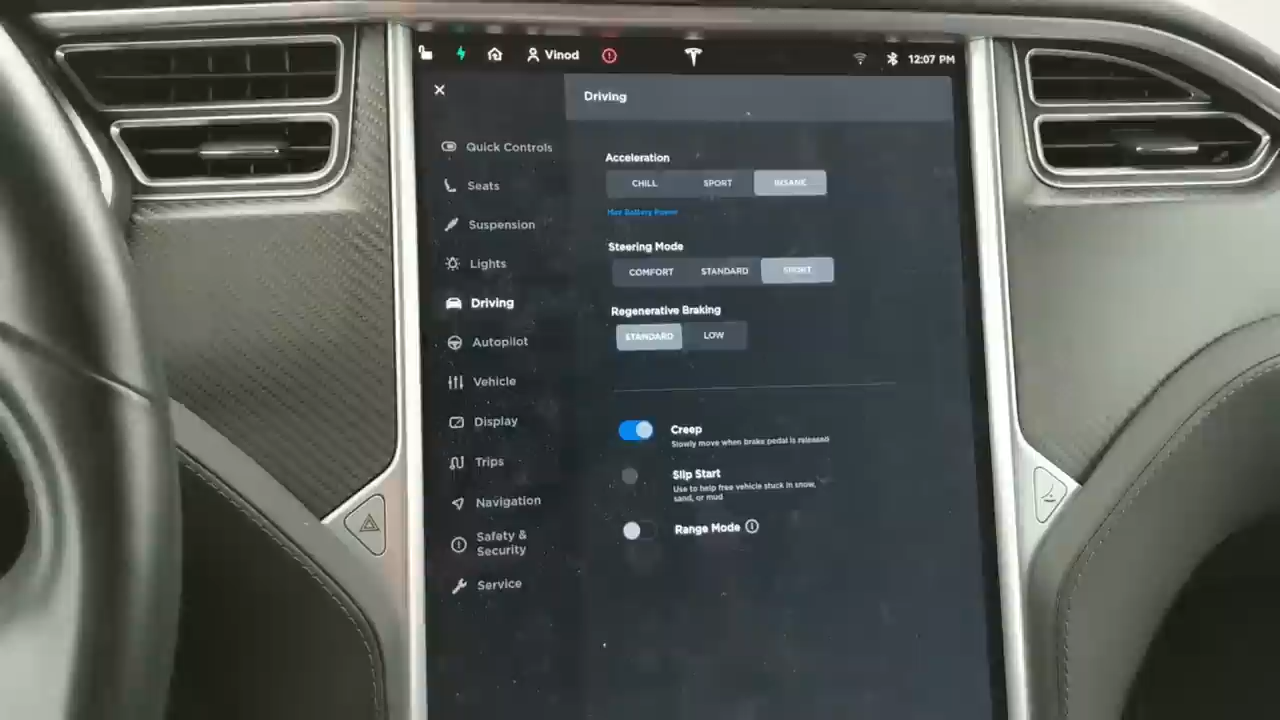 Vinod
12:07 PM
Driving
Quick Controls
Seats
Suspension
Lights
Driving
Autopilot
Vehicle
Display
Trips
Navigation
Safety &
Security
Service
Acceleration
CHILL SPORT INSANE
Max Battery Power
Steering Mode
COMFORT STANDARD SPORT
Regenerative Braking
STANDARD LOW
Creep
Slowly move when brake pedal is released
Slip Start
Use to help free vehicle stuck in snow,
sand, or mud
Range Mode